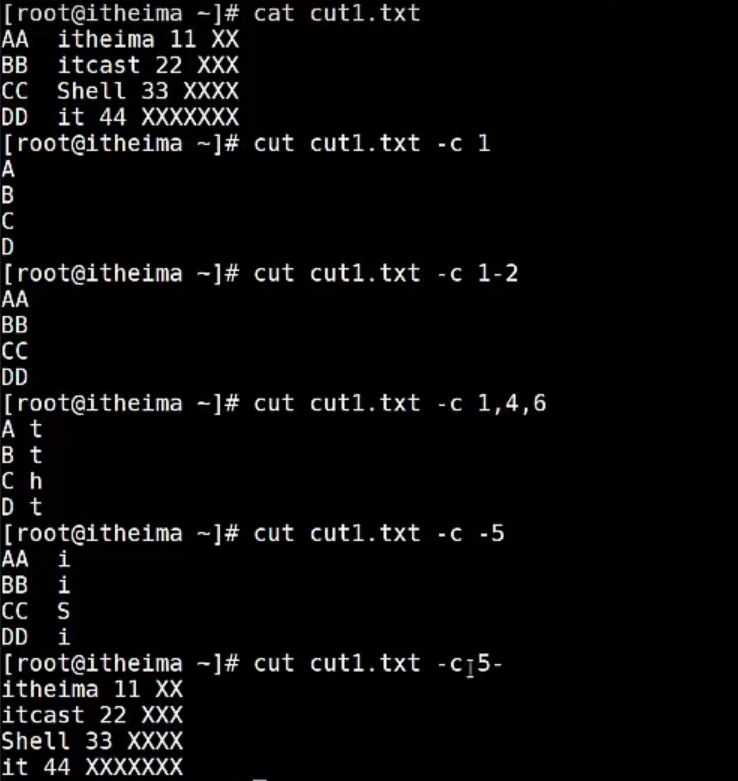 [root@itheima ~]# cat cut1.txt
AA  itheima 11 XX
BB  itcast 22 XXX
CC  Shell 33 XXXX
DD  it 44 XXXXXXX
[root@itheima ~]# cut cut1.txt -c 1
A
B
C
D
[root@itheima ~]# cut cut1.txt -c 1-2
AA
BB
CC
DD
[root@itheima ~]# cut cut1.txt -c 1,4,6
A t
B t
C h
D t
[root@itheima ~]# cut cut1.txt -c -5
AA  i
BB  i
CC  S
DD  i
[root@itheima ~]# cut cut1.txt -c 5-
itheima 11 XX
itcast 22 XXX
Shell 33 XXXX
it 44 XXXXXXX